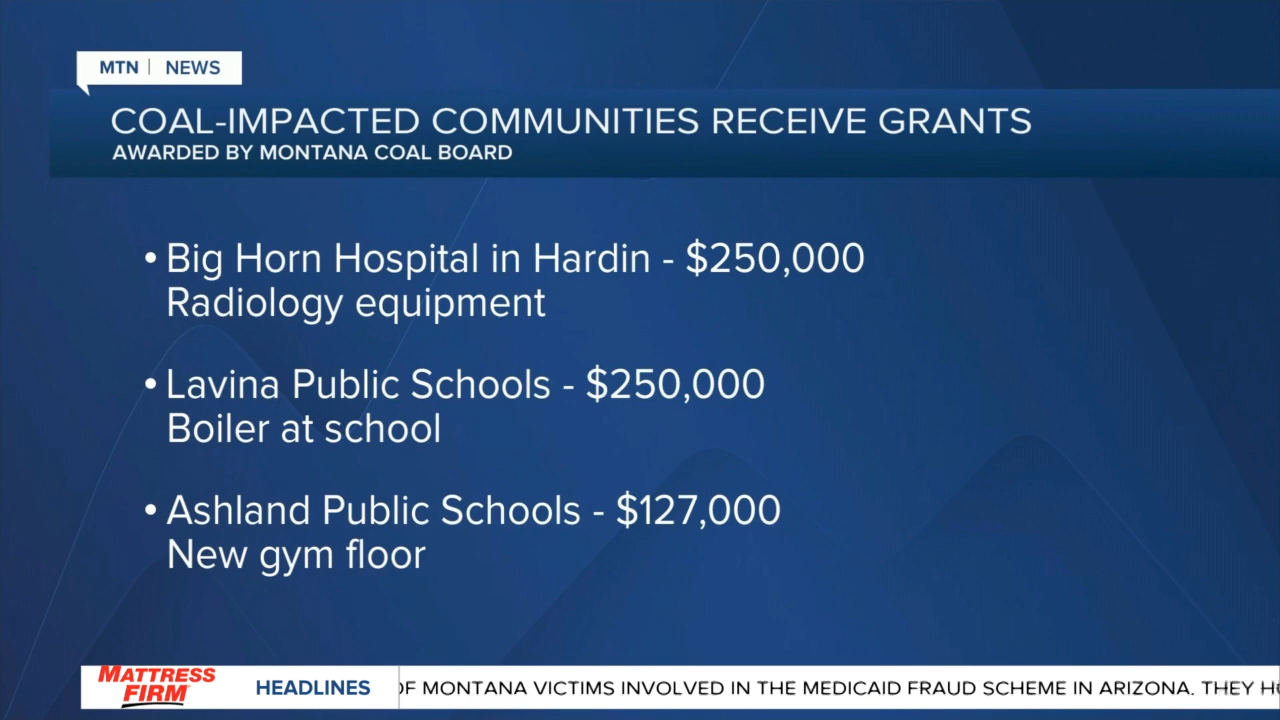 MTN | NEWS
COAL-IMPACTED COMMUNITIES RECEIVE GRANTS
AWARDED BY MONTANA COAL BOARD
• Big Horn Hospital in Hardin - $250,000
Radiology equipment
• Lavina Public Schools - $250,000
Boiler at school
• Ashland Public Schools - $127,000
New gym floor
MATTRESS
FIRM
HEADLINES
OF MONTANA VICTIMS INVOLVED IN THE MEDICAID FRAUD SCHEME IN ARIZONA. THEY